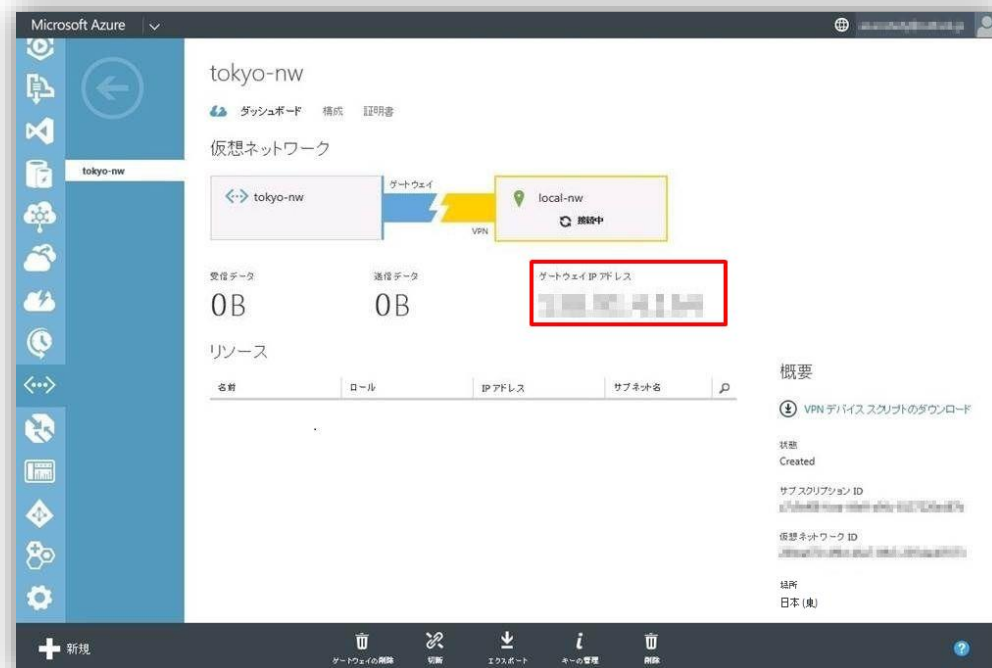 Microsoft Azure
tokyo-nw
tokyo-nw
ダッシュボード 構成 証明書
仮想ネットワーク
tokyo-nw
ゲートウェイ
VPN
local-nw
接続中
受信データ
0B
送信データ
0B
ゲートウェイ IP アドレス
リソース
名前 ロール IP アドレス サブネット名
概要
VPN デバイス スクリプトのダウンロード
状態
Created
サブスクリプション ID
仮想ネットワーク ID
場所
日本 (東)
新規
ゲートウェイの削除 切断 エクスポート キーの管理 削除